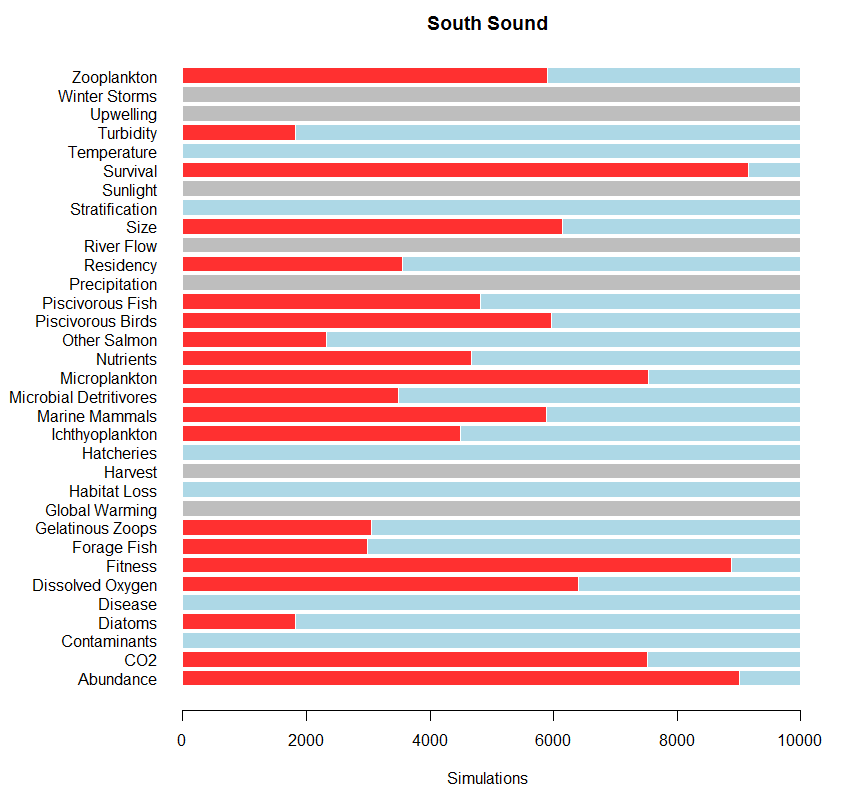 South Sound
Zooplankton
Winter Storms
Upwelling
Turbidity
Temperature
Survival
Sunlight
Stratification
Size
River Flow
Residency
Precipitation
Piscivorous Fish
Piscivorous Birds
Other Salmon
Nutrients
Microplankton
Microbial Detritivores
Marine Mammals
Ichthyoplankton
Hatcheries
Harvest
Habitat Loss
Global Warming
Gelatinous Zoops
Forage Fish
Fitness
Dissolved Oxygen
Disease
Diatoms
Contaminants
CO2
Abundance
0 2000 4000 6000 8000 10000
Simulations